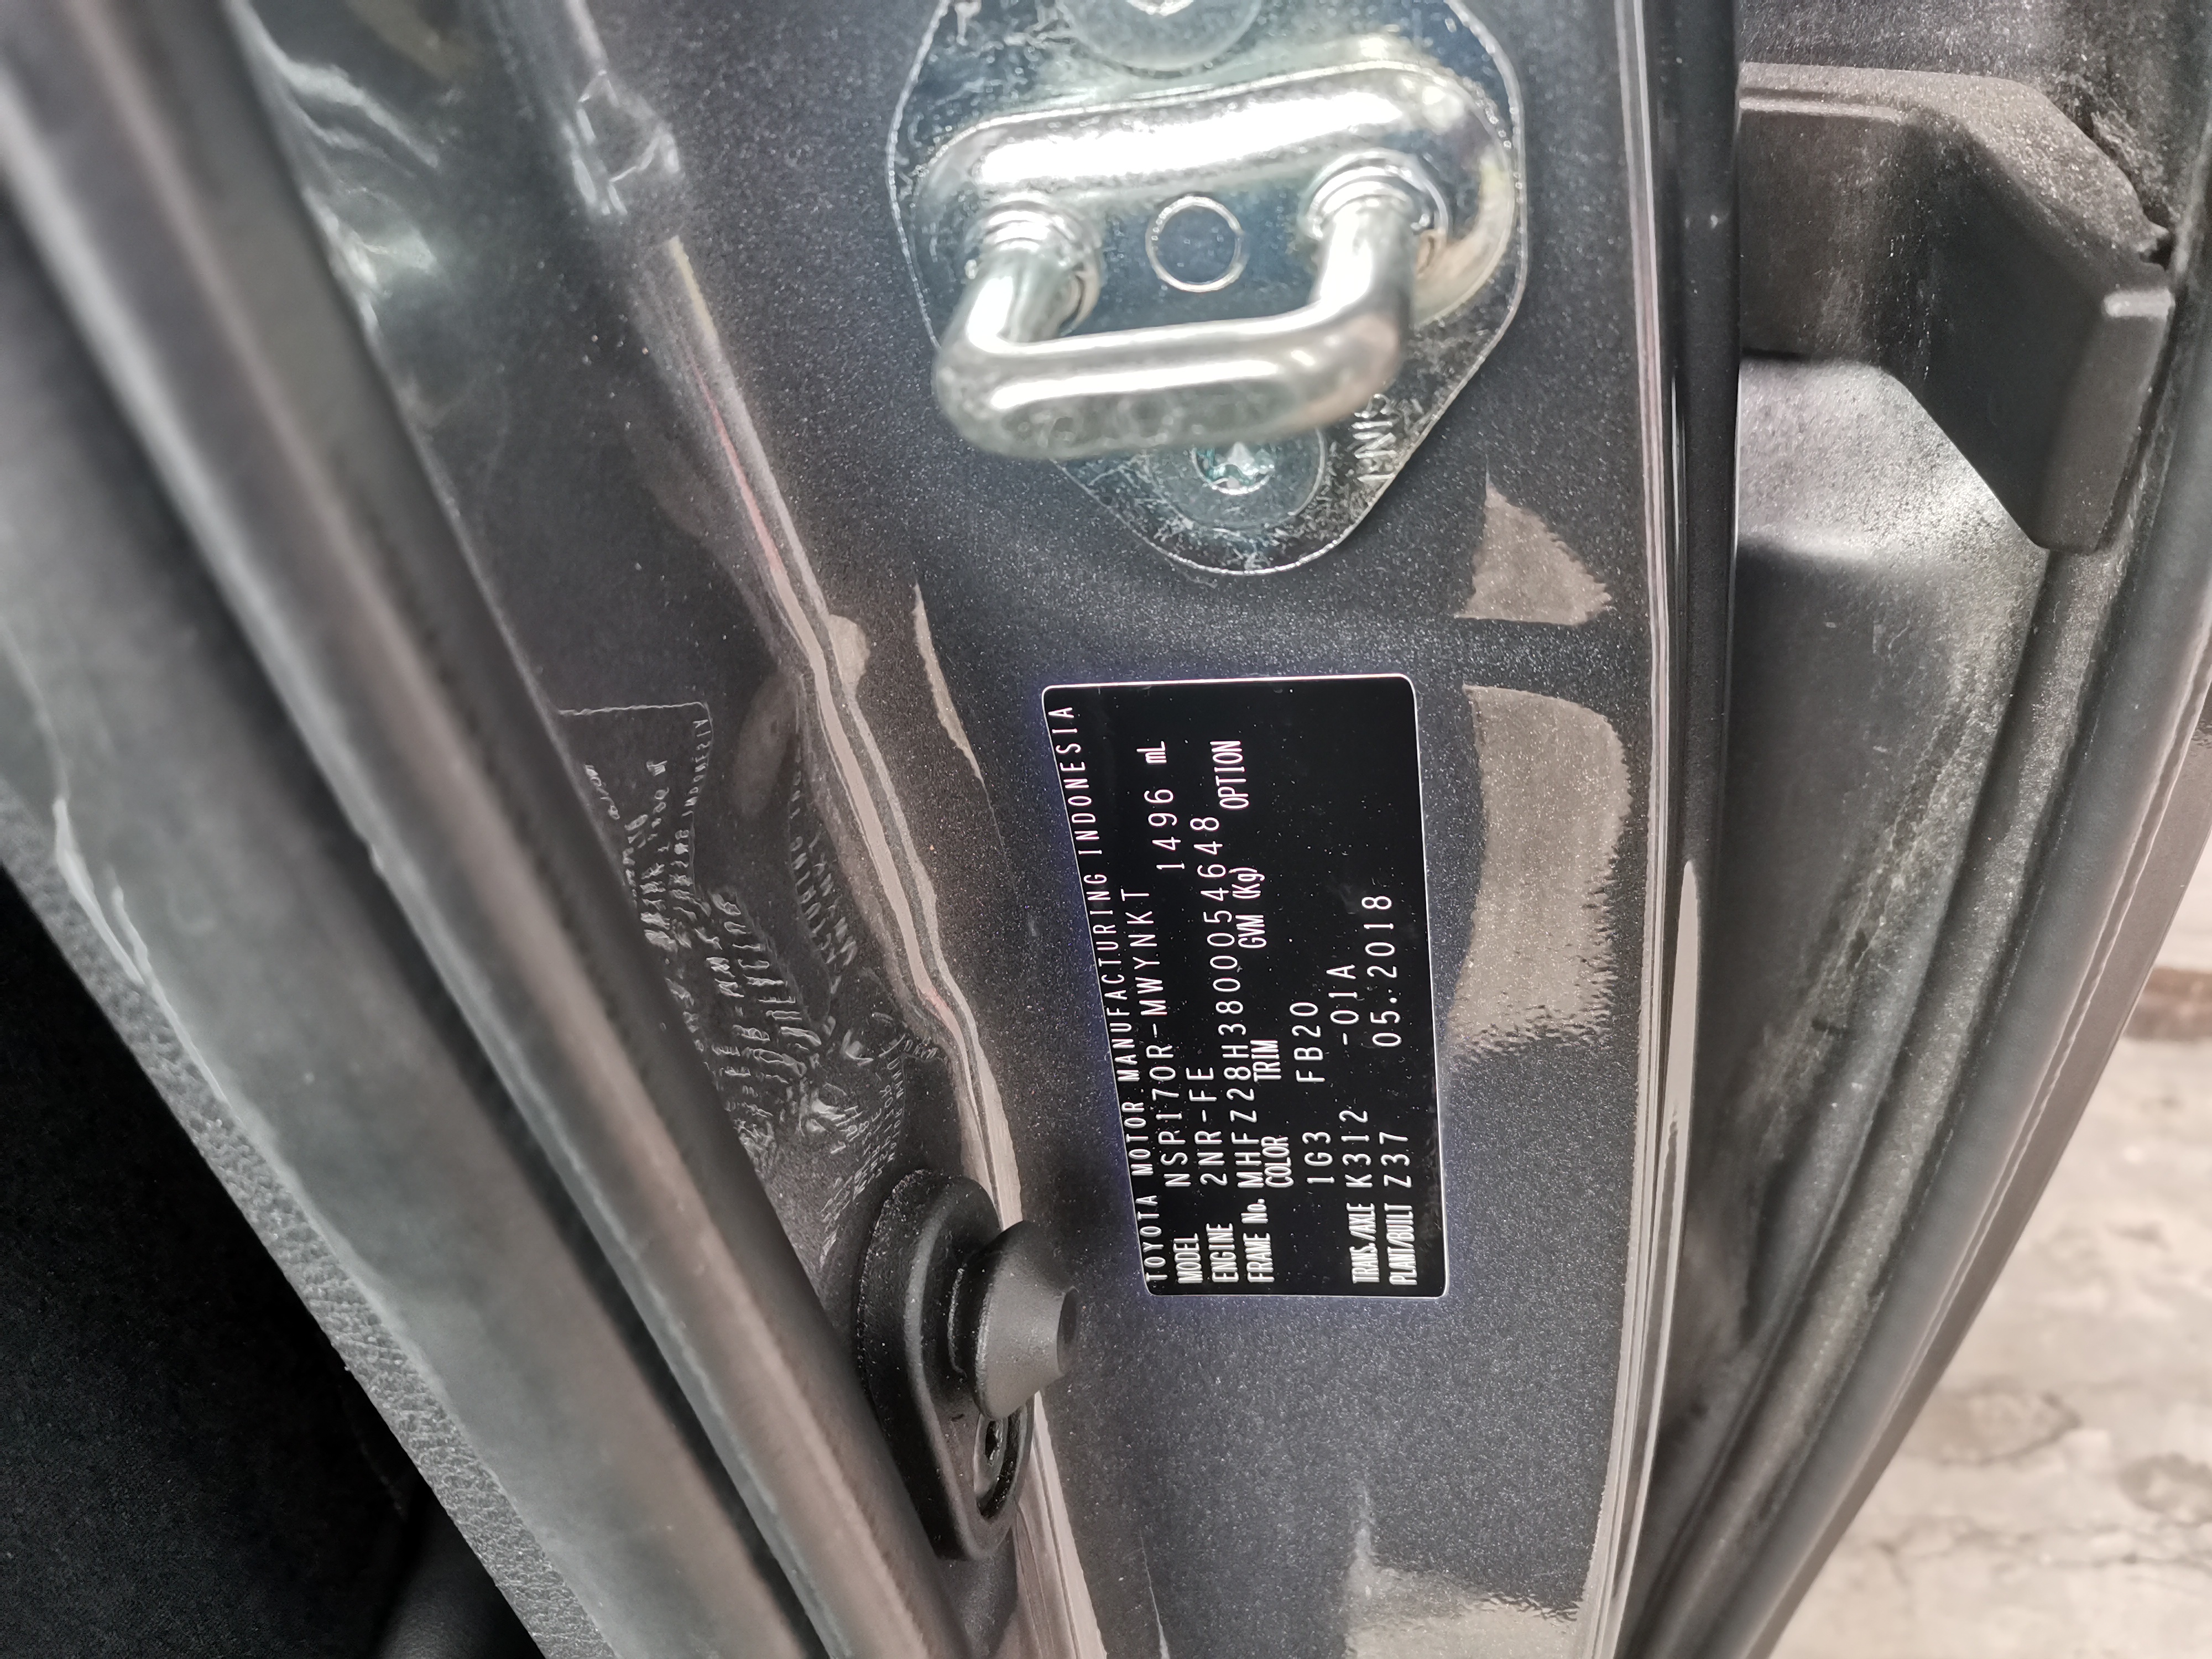 TOYOTA MOTOR MANUFACTURING INDONESIA
MODEL NSP170R-MWYNKT
ENGINE 2NR-FE 1496 mL
FRAME No. MHFZ28H3800054648
COLOR TRIM GVM (Kg) OPTION
1G3 FB20
TRANS./AXLE K312 -01A
PLANT/BUILT Z37 05.2018